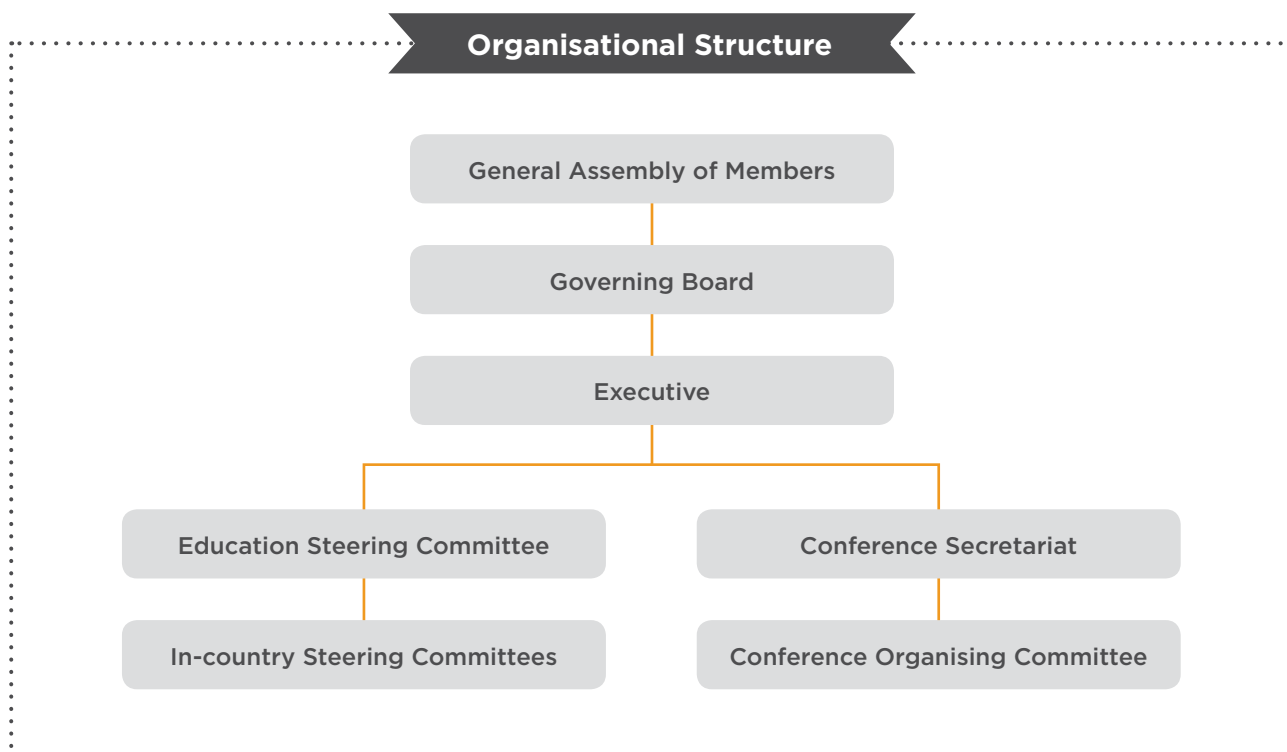 Organisational Structure
General Assembly of Members
Governing Board
Executive
Education Steering Committee
Conference Secretariat
In-country Steering Committees
Conference Organising Committee